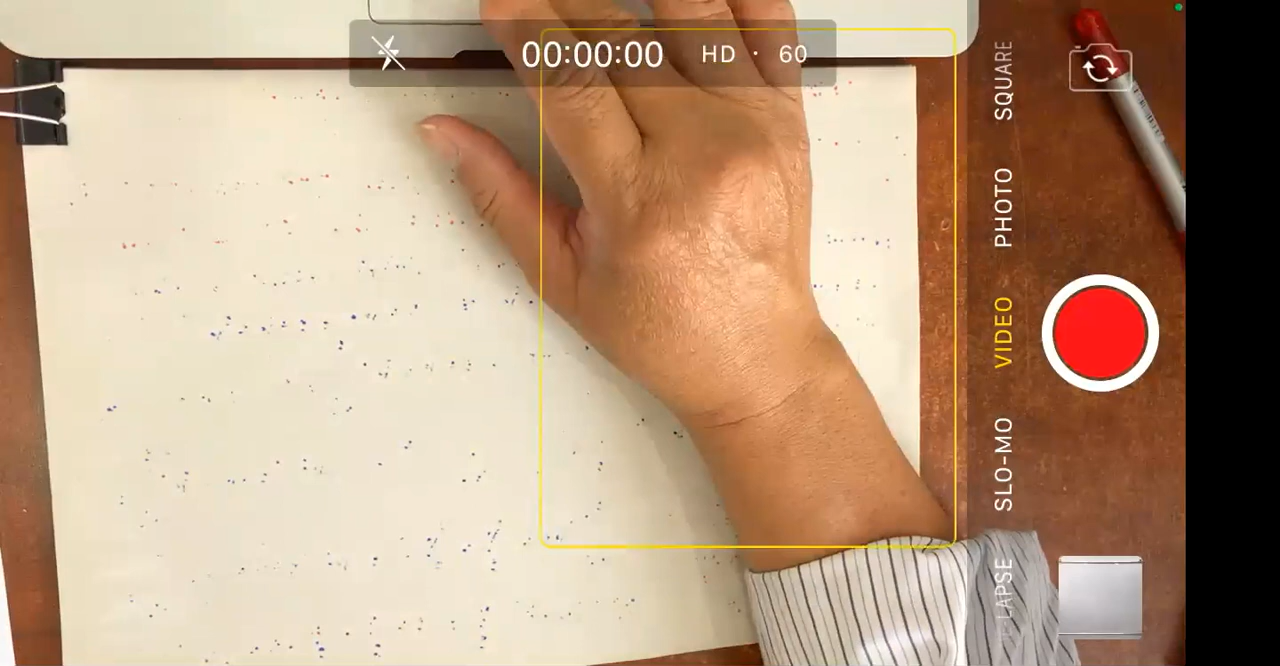 00:00:00 HD · 60
SQUARE
PHOTO
VIDEO
SLO-MO
LAPSE